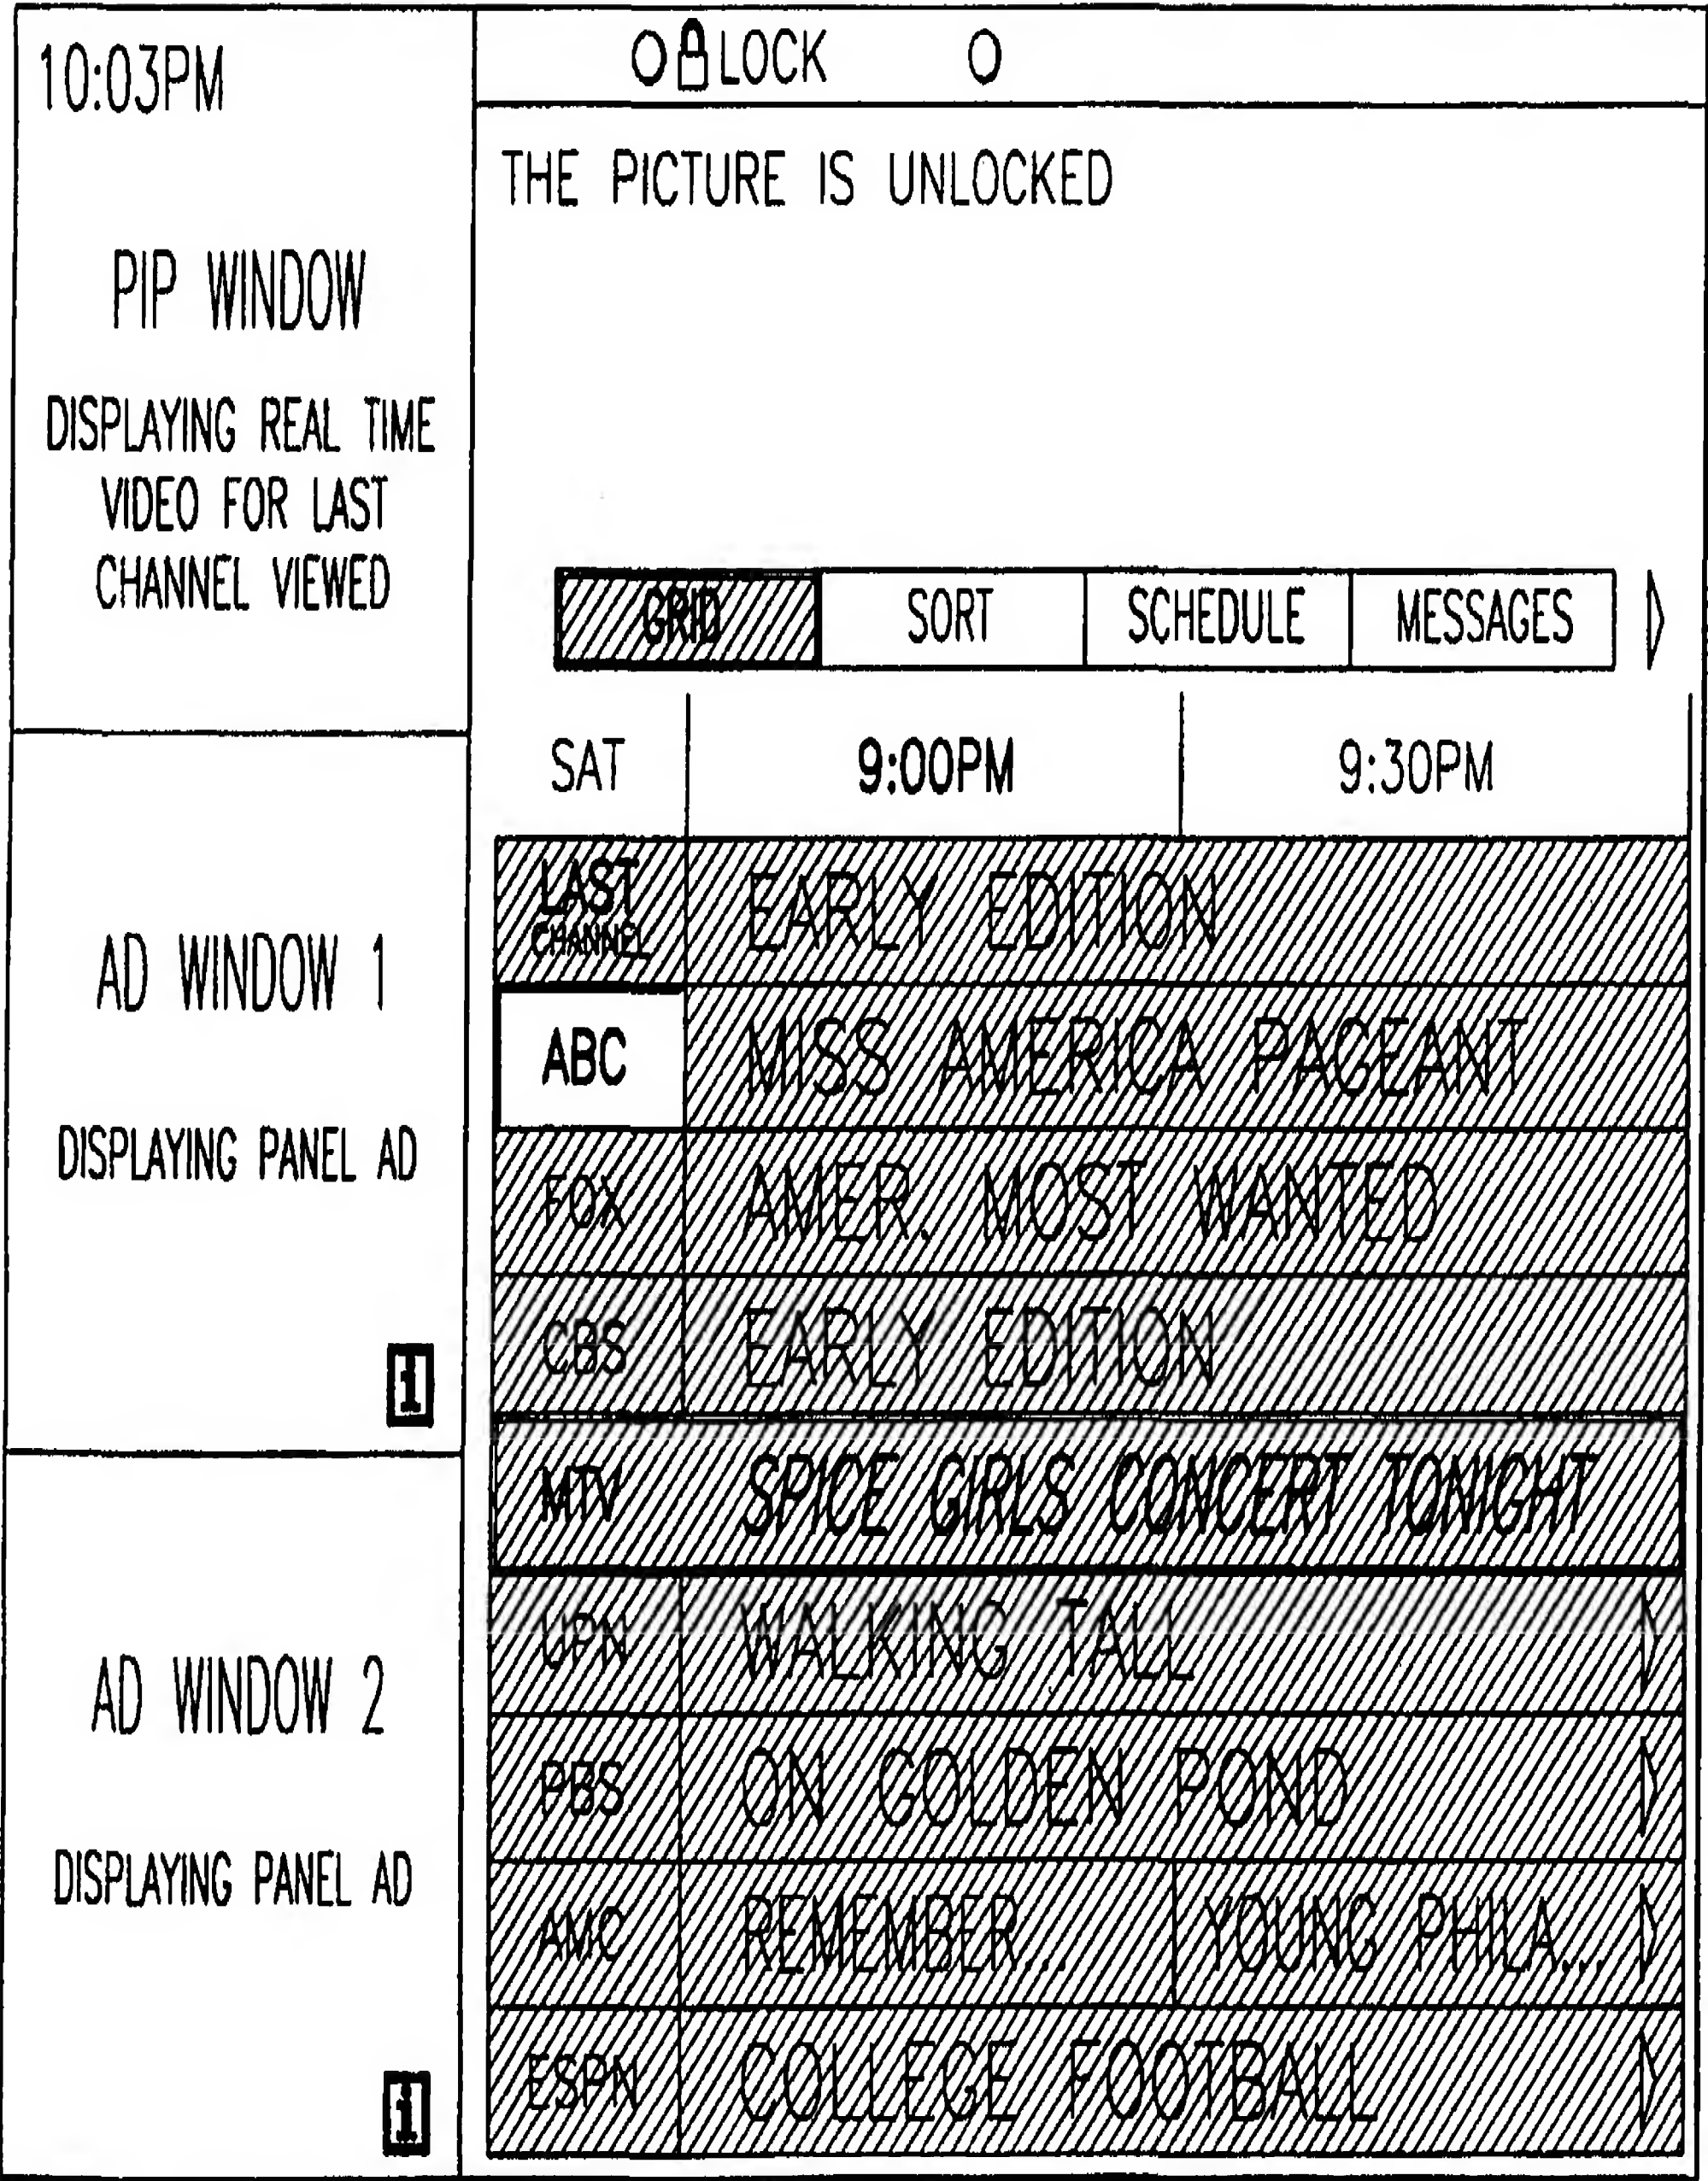 10:03PM
PIP WINDOW
DISPLAYING REAL TIME
VIDEO FOR LAST
CHANNEL VIEWED
AD WINDOW 1
DISPLAYING PANEL AD
i
AD WINDOW 2
DISPLAYING PANEL AD
i
LOCK
THE PICTURE IS UNLOCKED
GRID SORT SCHEDULE MESSAGES
SAT 9:00PM 9:30PM
LAST CHANNEL EARLY EDITION
ABC MISS AMERICA PAGEANT
FOX AMER. MOST WANTED
CBS EARLY EDITION
MTV SPICE GIRLS CONCERT TONIGHT
UPN WALKING TALL
PBS ON GOLDEN POND
AMC REMEMBER... YOUNG PHILA...
ESPN COLLEGE FOOTBALL